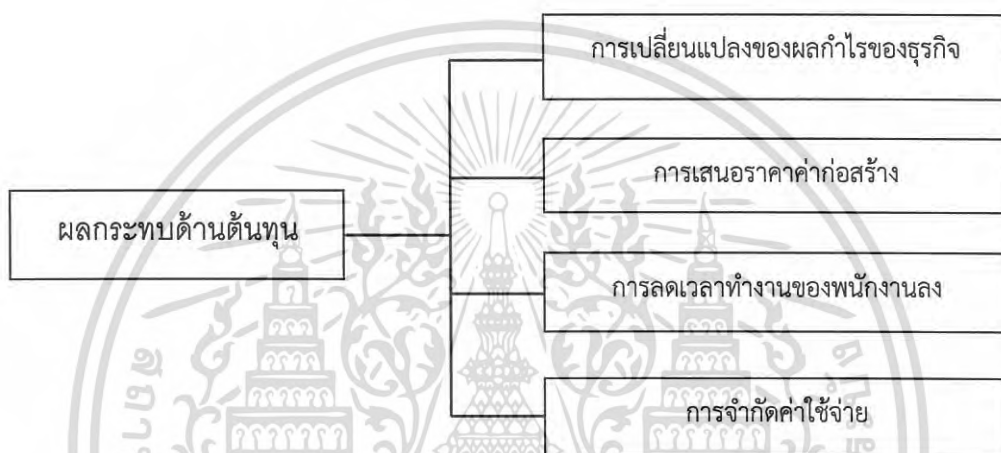 การเปลี่ยนแปลงของผลกำไรของธุรกิจ
การเสนอราคาค่าก่อสร้าง
ผลกระทบด้านต้นทุน
การลดเวลาทำงานของพนักงานลง
การจำกัดค่าใช้จ่าย